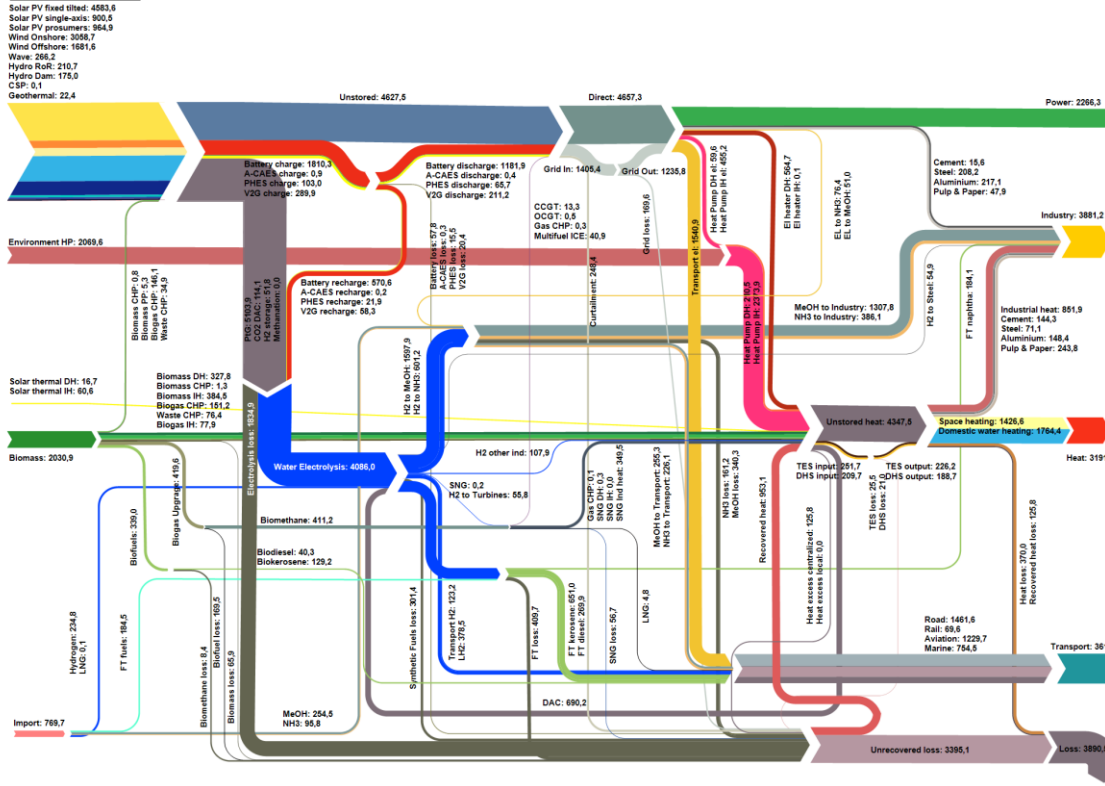 Solar PV fixed tilted: 4583,6
Solar PV single-axis: 900,5
Solar PV prosumers: 964,9
Wind Onshore: 3058,7
Wind Offshore: 1681,6
Wave: 266,2
Hydro RoR: 210,7
Hydro Dam: 175,0
CSP: 0,1
Geothermal: 22,4
Unstored: 4627,5
Direct: 4657,3
Power: 2266,3
Battery charge: 1810,3
A-CAES charge: 0,9
PHES charge: 103,0
V2G charge: 289,9
Battery discharge: 1181,9
A-CAES discharge: 0,4
PHES discharge: 65,7
V2G discharge: 211,2
Grid In: 1405,4
Grid Out: 1235,8
Heat Pump DH el: 59,6
Heat Pump IH el: 455,2
El heater DH: 564,7
El heater IH: 0,1
EL to NH3: 76,4
EL to MeOH: 51,0
Cement: 15,6
Steel: 208,2
Aluminium: 217,1
Pulp & Paper: 47,9
Industry: 3881,2
CCGT: 13,3
OCGT: 0,5
Gas CHP: 0,3
Multifuel ICE: 40,9
Grid loss: 169,6
Transport el: 1540,9
Environment HP: 2069,6
Battery loss: 57,8
A-CAES loss: 0,3
PHES loss: 15,5
V2G loss: 20,4
Curtailment: 248,4
Biomass CHP: 0,8
Biomass PP: 5,3
Biogas CHP: 146,1
Waste CHP: 34,9
PtG: 5103,9
CO2 DAC: 114,1
H2 storage: 51,8
Methanation: 0,0
Battery recharge: 570,6
A-CAES recharge: 0,2
PHES recharge: 21,9
V2G recharge: 58,3
Heat Pump DH: 210,5
Heat Pump IH: 2373,9
MeOH to Industry: 1307,8
NH3 to Industry: 386,1
H2 to Steel: 54,9
FT naphtha: 184,1
Industrial heat: 851,9
Cement: 144,3
Steel: 71,1
Aluminium: 148,4
Pulp & Paper: 243,8
H2 to MeOH: 1597,9
H2 to NH3: 601,2
Solar thermal DH: 16,7
Solar thermal IH: 60,6
Biomass DH: 327,8
Biomass CHP: 1,3
Biomass IH: 384,5
Biogas CHP: 151,2
Waste CHP: 76,4
Biogas IH: 77,9
Electrolysis loss: 1834,9
Unstored heat: 4347,5
Space heating: 1426,6
Domestic water heating: 1764,4
Heat: 3191
Biomass: 2030,9
Water Electrolysis: 4086,0
H2 other ind: 107,9
SNG: 0,2
H2 to Turbines: 55,8
Gas CHP: 0,1
SNG DH: 0,3
SNG IH: 0,0
SNG Ind heat: 349,5
MeOH to Transport: 255,3
NH3 to Transport: 226,1
NH3 loss: 161,2
MeOH loss: 340,3
Recovered heat: 953,1
TES input: 251,7
DHS input: 209,7
TES output: 226,2
DHS output: 188,7
TES loss: 25,5
DHS loss: 21,0
Biofuels: 339,0
Biogas Upgrage: 419,6
Biomethane: 411,2
Biodiesel: 40,3
Biokerosene: 129,2
Heat excess centralized: 125,8
Heat excess local: 0,0
Heat loss: 370,0
Recovered heat loss: 125,8
Hydrogen: 234,8
LNG: 0,1
FT fuels: 184,5
Biomethane loss: 8,4
Biofuel loss: 169,5
Biomass loss: 65,9
Synthetic Fuels loss: 301,4
Transport H2: 123,2
LH2: 378,5
FT loss: 409,7
FT kerosene: 651,0
FT diesel: 269,9
SNG loss: 56,7
LNG: 4,8
Road: 1461,6
Rail: 69,6
Aviation: 1229,7
Marine: 754,5
Transport: 361
DAC: 690,2
Import: 769,7
MeOH: 254,5
NH3: 95,8
Unrecovered loss: 3395,1
Loss: 3890,